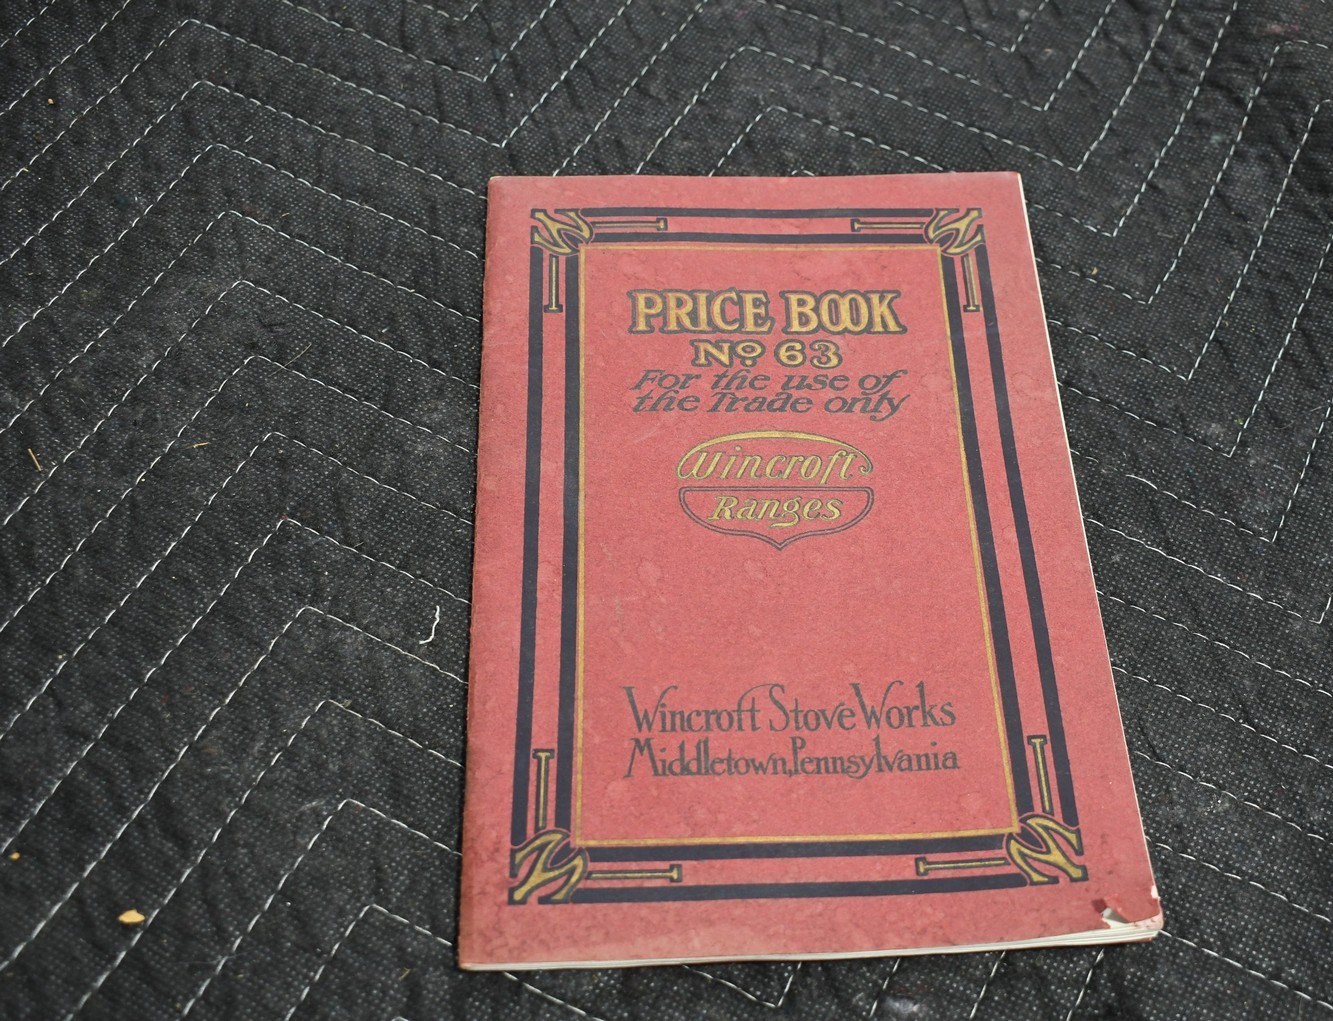 PRICE BOOK
No 63
For the use of
the Trade only
Wincroft
Ranges
Wincroft Stove Works
Middletown, Pennsylvania